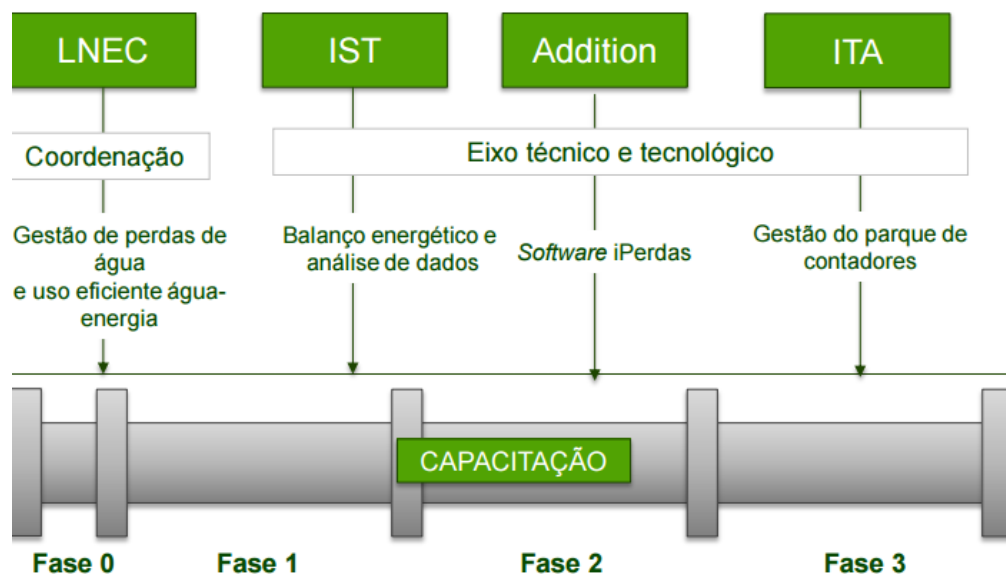 LNEC
IST
Addition
ITA
Coordenação
Eixo técnico e tecnológico
Gestão de perdas de
água
e uso eficiente água-
energia
Balanço energético e
análise de dados
Software iPerdas
Gestão do parque de
contadores
CAPACITAÇÃO
Fase 0
Fase 1
Fase 2
Fase 3